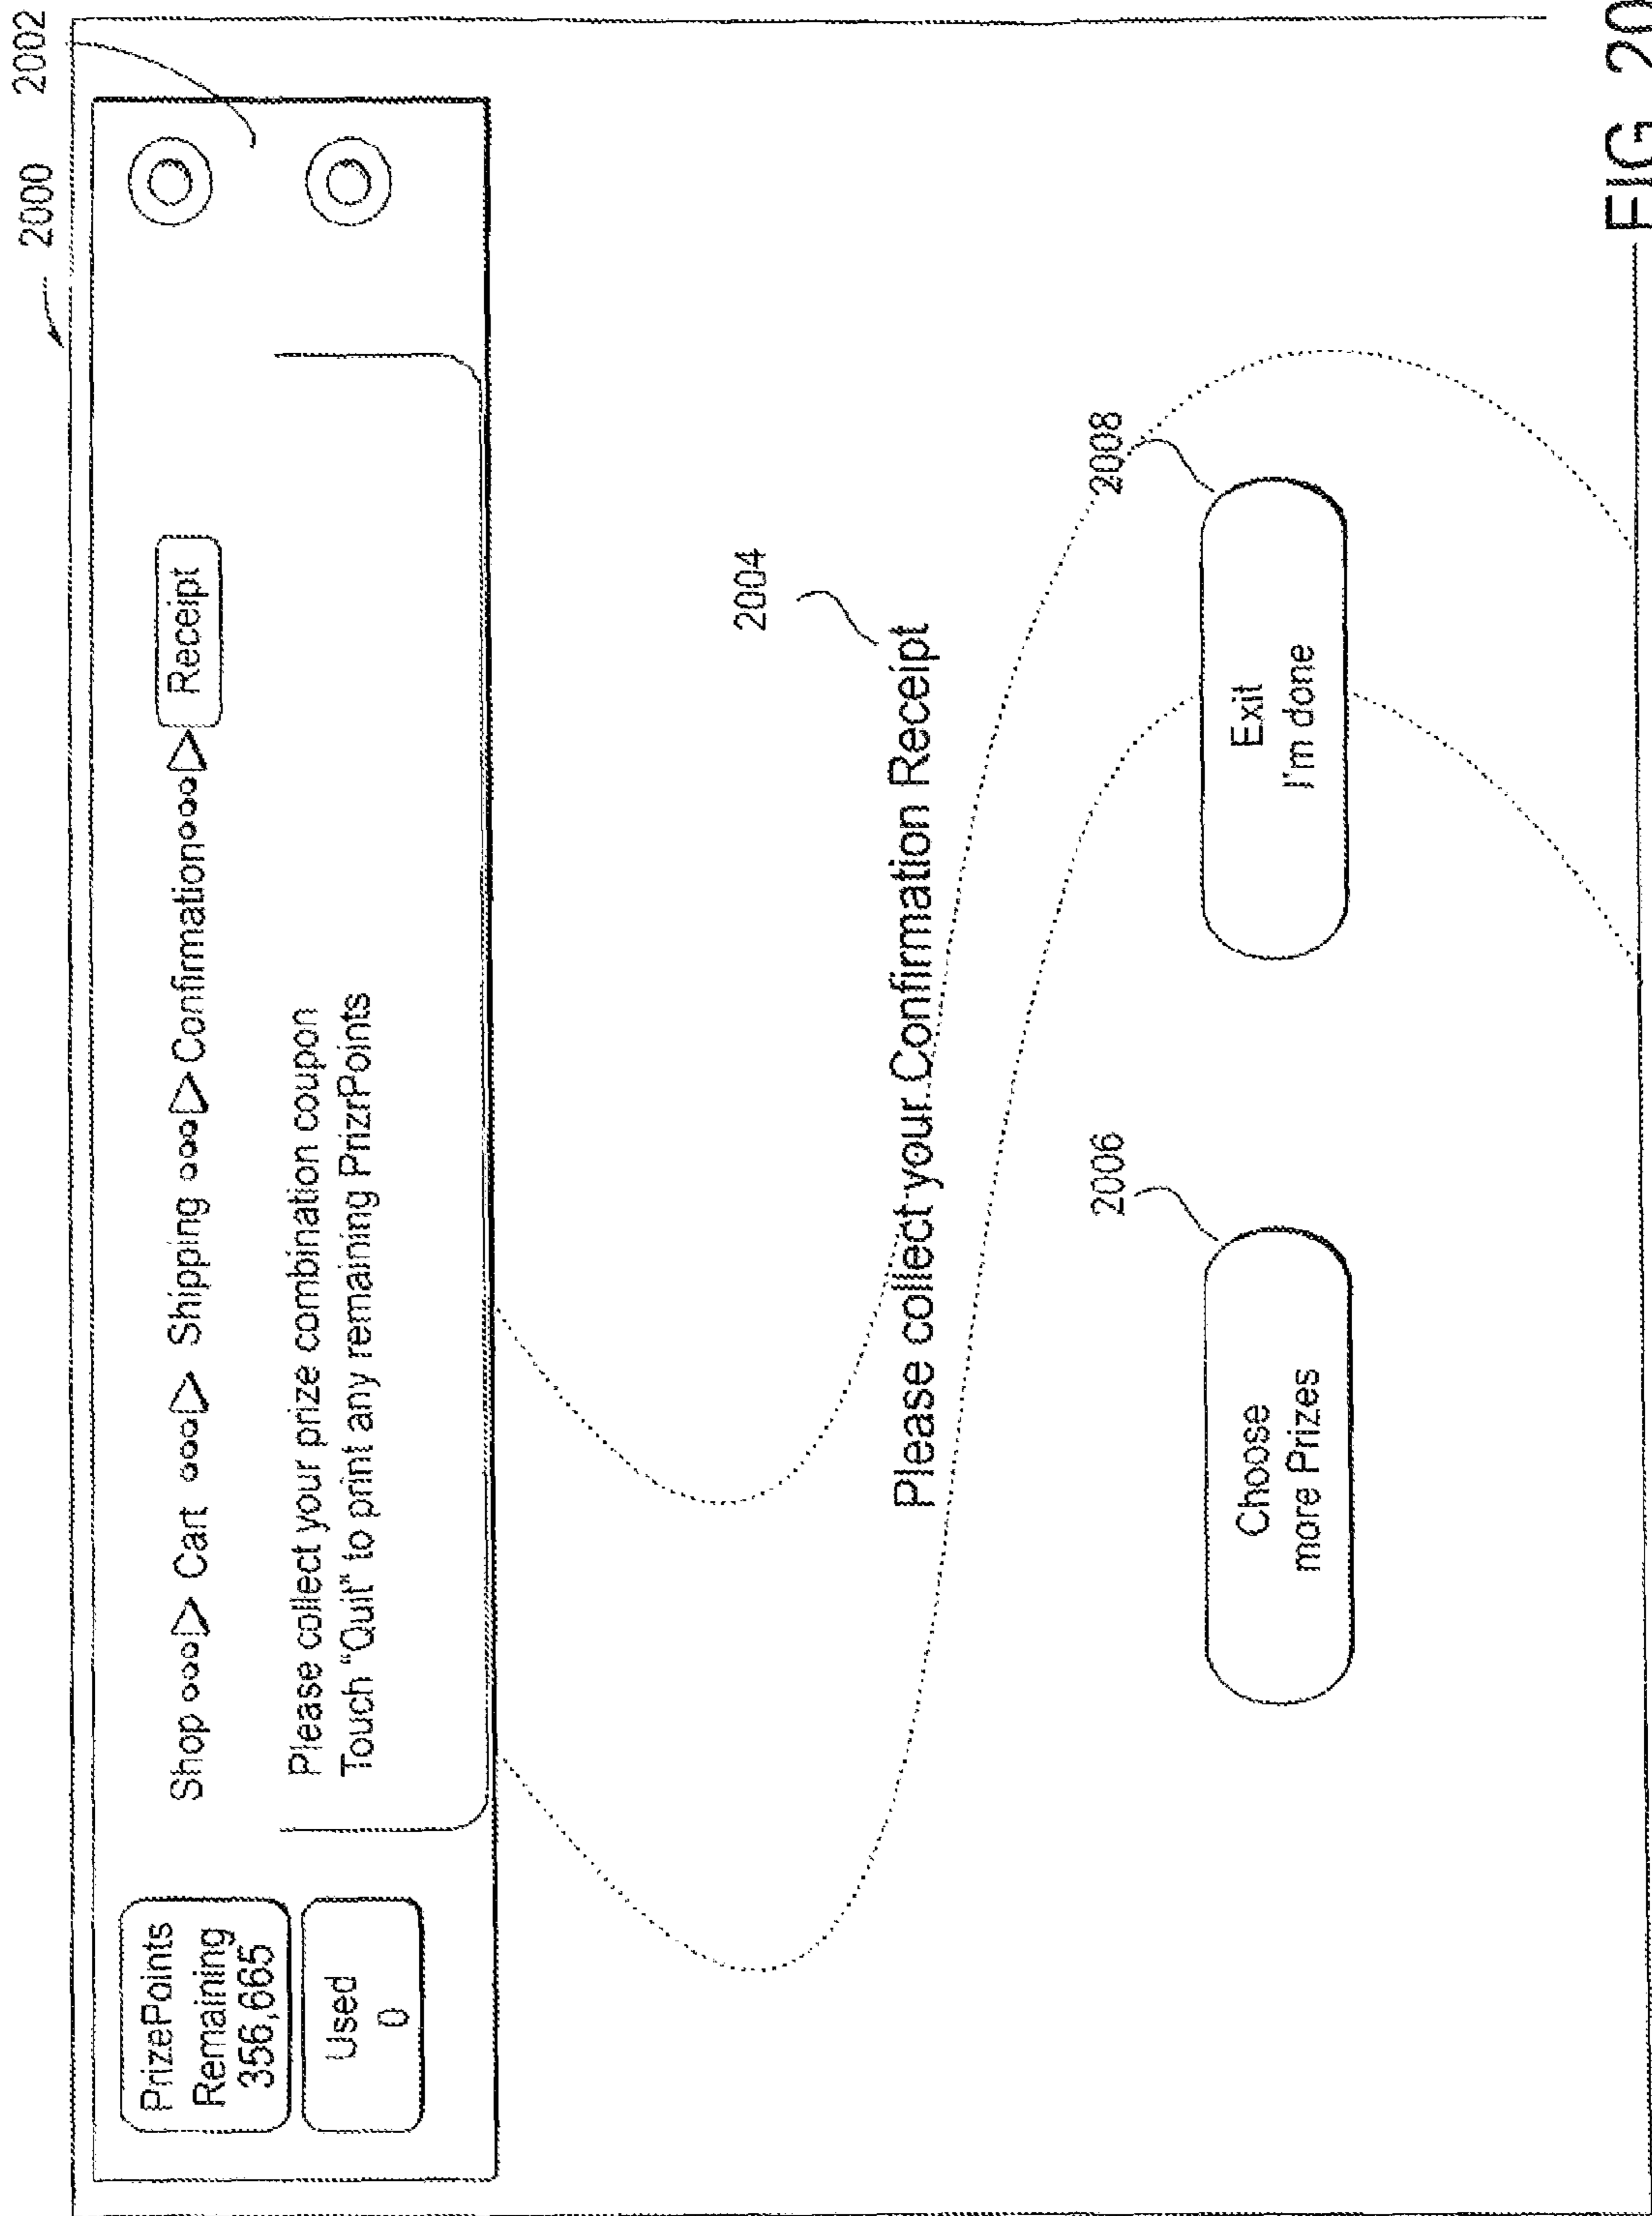 2000
2002
PrizePoints
Remaining
356,665
Used
0
Shop Cart Shipping Confirmation Receipt
Please collect your prize combination coupon
Touch "Quit" to print any remaining PrizrPoints
2004
Please collect your Confirmation Receipt
2006
2008
Choose
more Prizes
Exit
I'm done
FIG 20